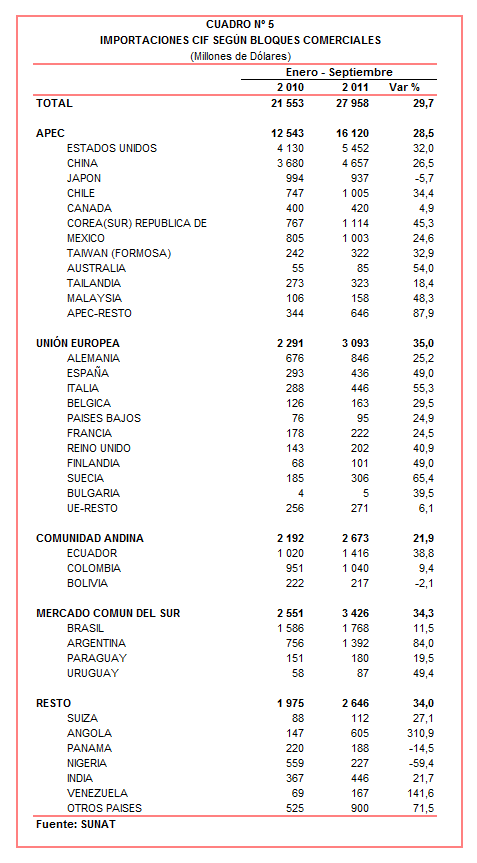 CUADRO Nº 5
IMPORTACIONES CIF SEGÚN BLOQUES COMERCIALES
(Millones de Dólares)
Enero - Septiembre
2 010 2 011 Var %
TOTAL 21 553 27 958 29,7
APEC 12 543 16 120 28,5
ESTADOS UNIDOS 4 130 5 452 32,0
CHINA 3 680 4 657 26,5
JAPON 994 937 -5,7
CHILE 747 1 005 34,4
CANADA 400 420 4,9
COREA(SUR) REPUBLICA DE 767 1 114 45,3
MEXICO 805 1 003 24,6
TAIWAN (FORMOSA) 242 322 32,9
AUSTRALIA 55 85 54,0
TAILANDIA 273 323 18,4
MALAYSIA 106 158 48,3
APEC-RESTO 344 646 87,9
UNIÓN EUROPEA 2 291 3 093 35,0
ALEMANIA 676 846 25,2
ESPAÑA 293 436 49,0
ITALIA 288 446 55,3
BELGICA 126 163 29,5
PAISES BAJOS 76 95 24,9
FRANCIA 178 222 24,5
REINO UNIDO 143 202 40,9
FINLANDIA 68 101 49,0
SUECIA 185 306 65,4
BULGARIA 4 5 39,5
UE-RESTO 256 271 6,1
COMUNIDAD ANDINA 2 192 2 673 21,9
ECUADOR 1 020 1 416 38,8
COLOMBIA 951 1 040 9,4
BOLIVIA 222 217 -2,1
MERCADO COMUN DEL SUR 2 551 3 426 34,3
BRASIL 1 586 1 768 11,5
ARGENTINA 756 1 392 84,0
PARAGUAY 151 180 19,5
URUGUAY 58 87 49,4
RESTO 1 975 2 646 34,0
SUIZA 88 112 27,1
ANGOLA 147 605 310,9
PANAMA 220 188 -14,5
NIGERIA 559 227 -59,4
INDIA 367 446 21,7
VENEZUELA 69 167 141,6
OTROS PAISES 525 900 71,5
Fuente: SUNAT